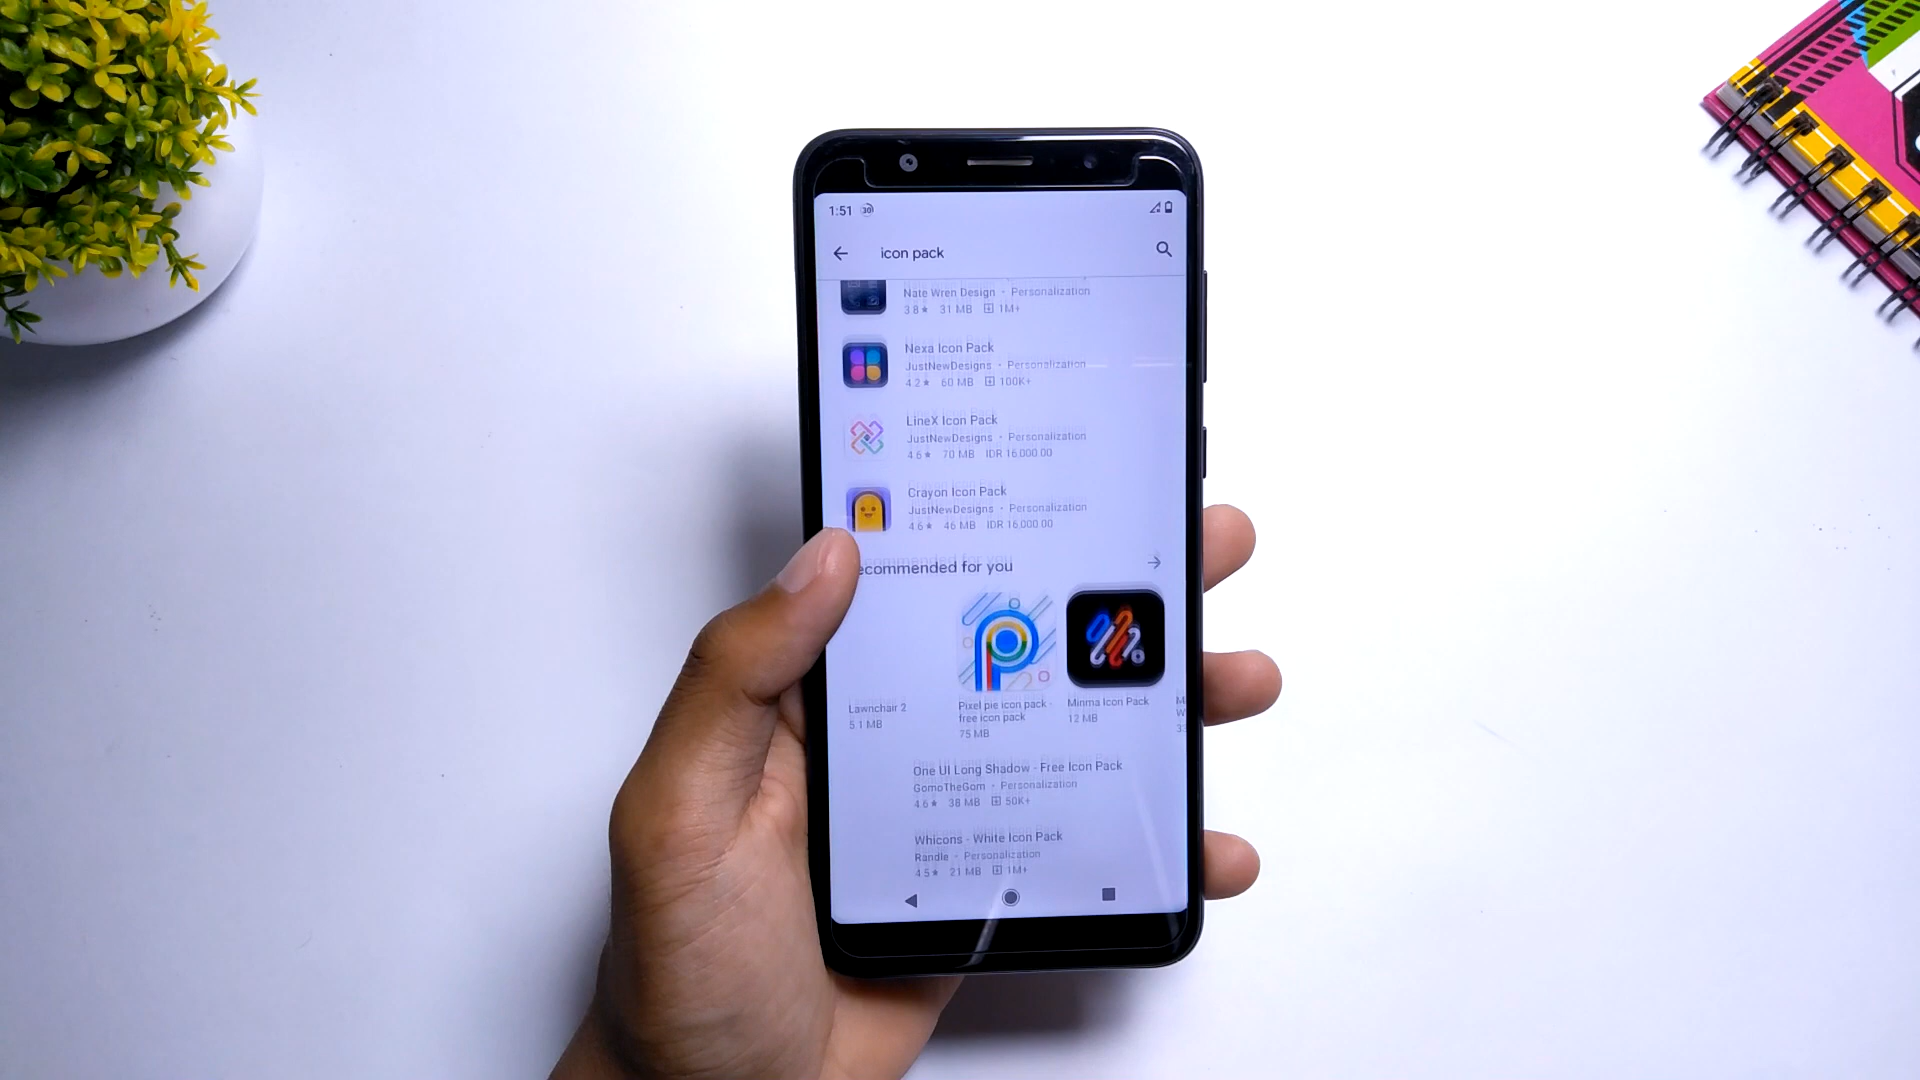 1:51 30
icon pack
Nate Wren Design • Personalization
3.8★ 31 MB 1M+
Nexa Icon Pack
JustNewDesigns • Personalization
4.2★ 60 MB 100K+
LineX Icon Pack
JustNewDesigns • Personalization
4.6★ 70 MB IDR 16,000.00
Crayon Icon Pack
JustNewDesigns • Personalization
4.6★ 46 MB IDR 16,000.00
ecommended for you
Lawnchair 2
5.1 MB
Pixel pie icon pack -
free icon pack
75 MB
Minma Icon Pack
12 MB
One UI Long Shadow - Free Icon Pack
GomoTheGom • Personalization
4.6★ 38 MB 50K+
Whicons - White Icon Pack
Randle • Personalization
4.5★ 21 MB 1M+